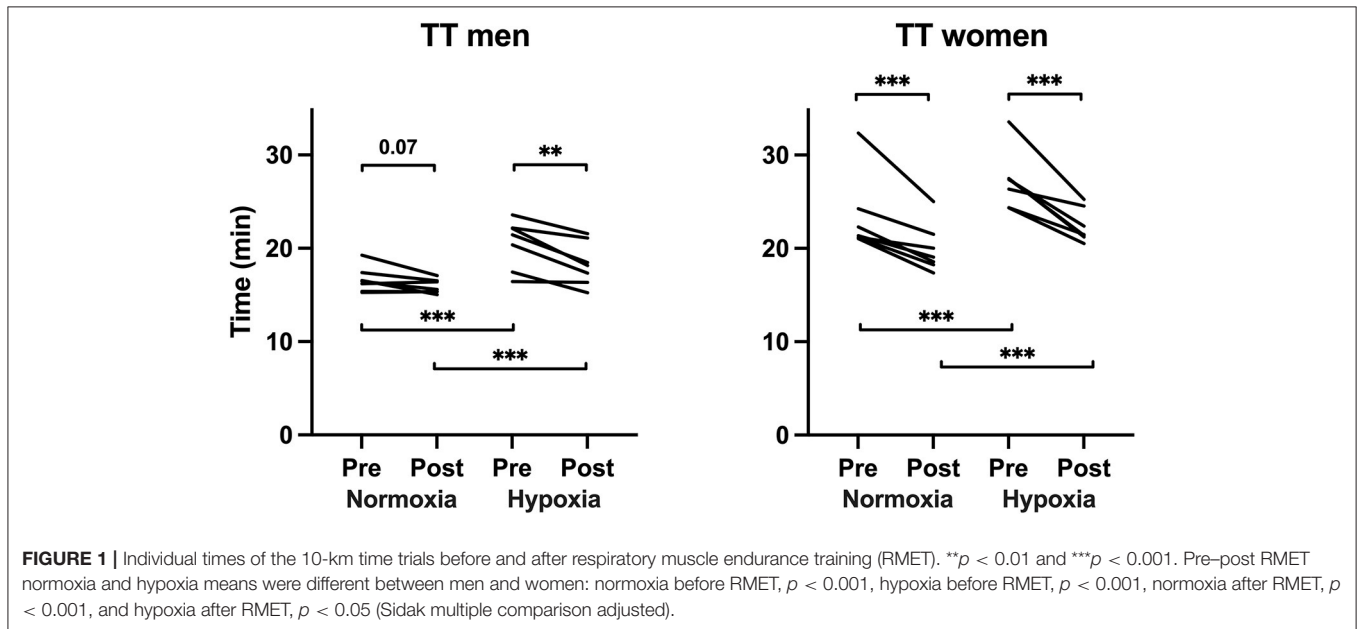 TT men
TT women
Time (min)
30
20
10
0
0.07
**
***
***
Pre Post Pre Post
Normoxia Hypoxia
30
20
10
0
***
***
***
***
Pre Post Pre Post
Normoxia Hypoxia
FIGURE 1 | Individual times of the 10-km time trials before and after respiratory muscle endurance training (RMET). **p < 0.01 and ***p < 0.001. Pre–post RMET
normoxia and hypoxia means were different between men and women: normoxia before RMET, p < 0.001, hypoxia before RMET, p < 0.001, normoxia after RMET, p
< 0.001, and hypoxia after RMET, p < 0.05 (Sidak multiple comparison adjusted).